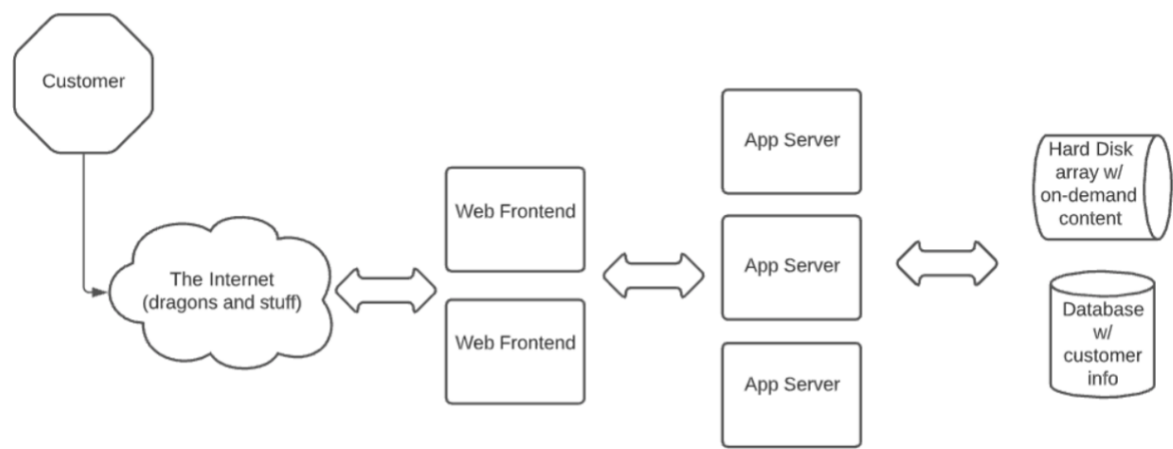 Customer
The Internet
(dragons and stuff)
Web Frontend
Web Frontend
App Server
App Server
App Server
Hard Disk
array w/
on-demand
content
Database
w/
customer
info